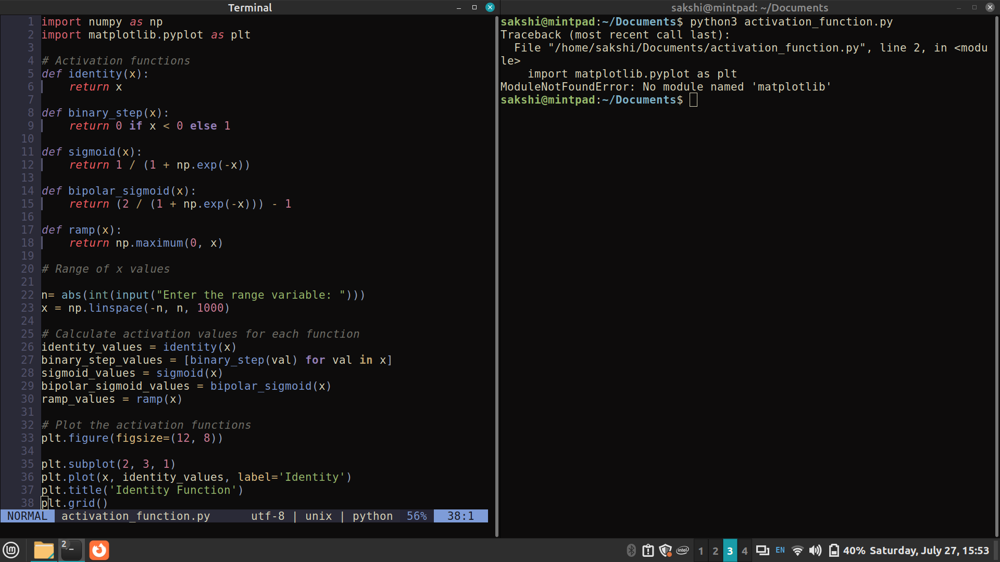 Terminal
1 import numpy as np
2 import matplotlib.pyplot as plt
3
4 # Activation functions
5 def identity(x):
6     return x
7
8 def binary_step(x):
9     return 0 if x < 0 else 1
10
11 def sigmoid(x):
12     return 1 / (1 + np.exp(-x))
13
14 def bipolar_sigmoid(x):
15     return (2 / (1 + np.exp(-x))) - 1
16
17 def ramp(x):
18     return np.maximum(0, x)
19
20 # Range of x values
21
22 n= abs(int(input("Enter the range variable: ")))
23 x = np.linspace(-n, n, 1000)
24
25 # Calculate activation values for each function
26 identity_values = identity(x)
27 binary_step_values = [binary_step(val) for val in x]
28 sigmoid_values = sigmoid(x)
29 bipolar_sigmoid_values = bipolar_sigmoid(x)
30 ramp_values = ramp(x)
31
32 # Plot the activation functions
33 plt.figure(figsize=(12, 8))
34
35 plt.subplot(2, 3, 1)
36 plt.plot(x, identity_values, label='Identity')
37 plt.title('Identity Function')
38 plt.grid()
NORMAL activation_function.py utf-8 | unix | python 56% 38:1
sakshi@mintpad: ~/Documents
sakshi@mintpad:~/Documents$ python3 activation_function.py
Traceback (most recent call last):
  File "/home/sakshi/Documents/activation_function.py", line 2, in <modu
le>
    import matplotlib.pyplot as plt
ModuleNotFoundError: No module named 'matplotlib'
sakshi@mintpad:~/Documents$
2
intel 1 2 3 4 EN 40% Saturday, July 27, 15:53